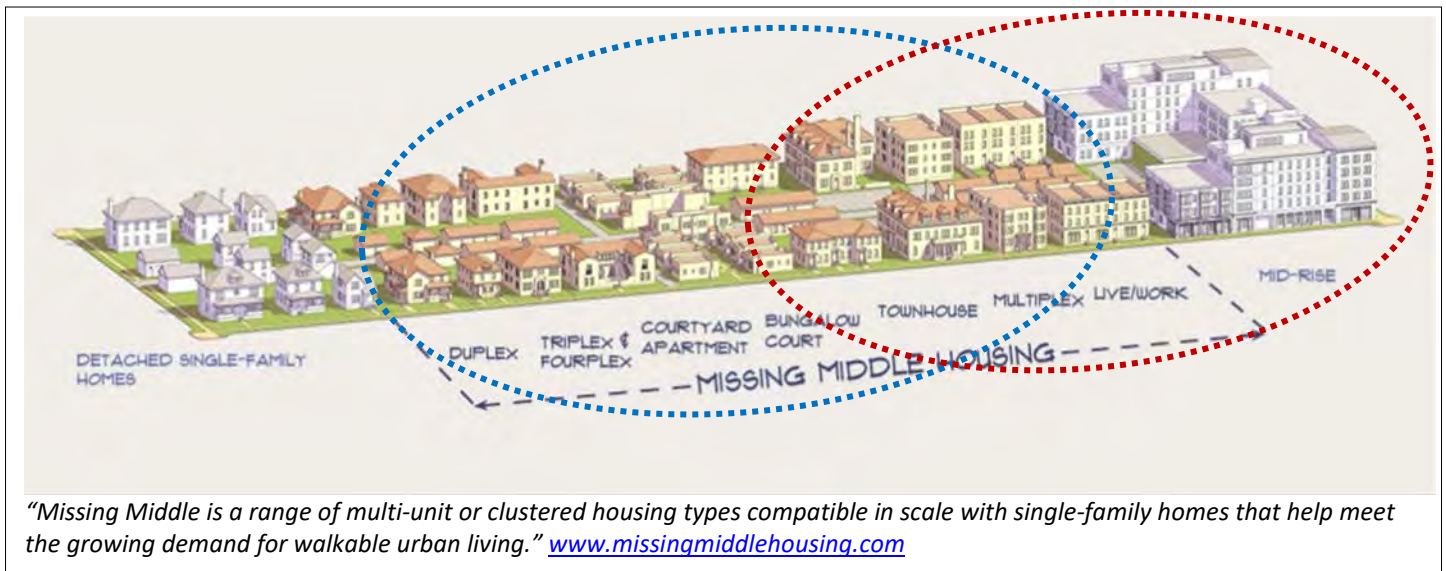 DETACHED SINGLE-FAMILY
HOMES
DUPLEX
TRIPLEX &
FOURPLEX
COURTYARD
APARTMENT
BUNGALOW
COURT
TOWNHOUSE
MULTIPLEX
LIVE/WORK
MID-RISE
MISSING MIDDLE HOUSING
“Missing Middle is a range of multi-unit or clustered housing types compatible in scale with single-family homes that help meet
the growing demand for walkable urban living.” www.missingmiddlehousing.com